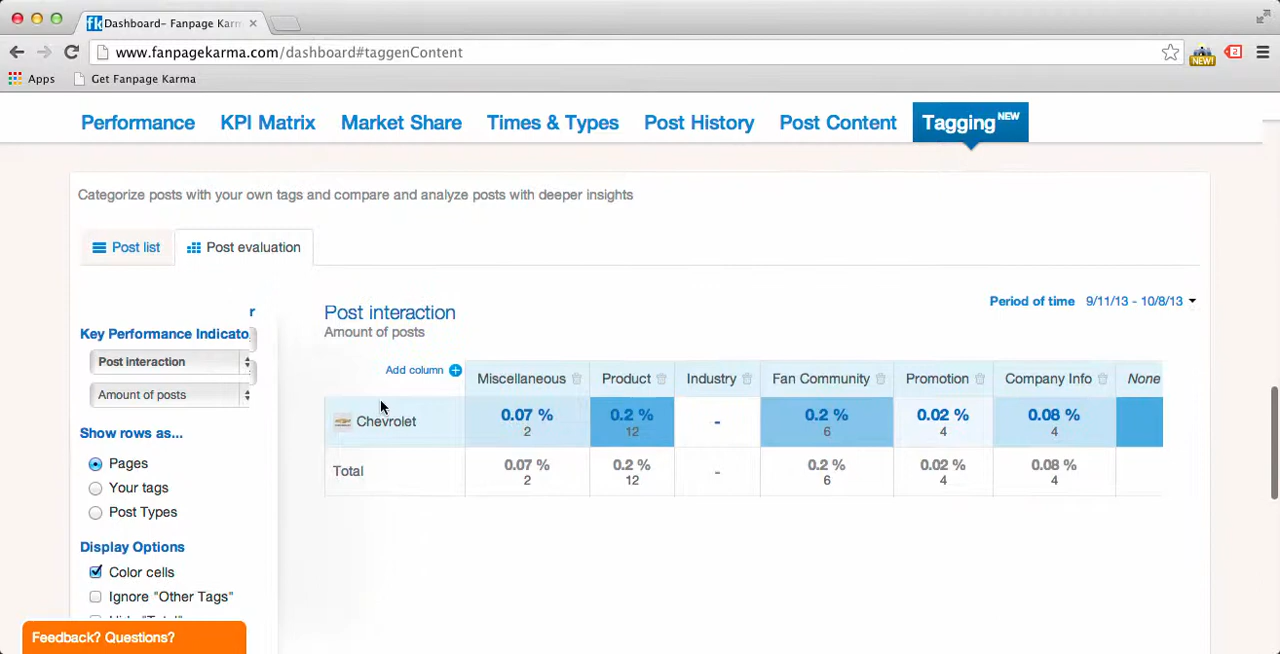 Dashboard- Fanpage Karm
www.fanpagekarma.com/dashboard#taggenContent
NEW!
2
Apps Get Fanpage Karma
Performance KPI Matrix Market Share Times & Types Post History Post Content Tagging NEW
Categorize posts with your own tags and compare and analyze posts with deeper insights
Post list Post evaluation
Period of time 9/11/13 - 10/8/13
Post interaction
Amount of posts
r
Key Performance Indicato
Post interaction
Amount of posts
Show rows as...
Pages
Your tags
Post Types
Display Options
Color cells
Ignore "Other Tags"
Add column Miscellaneous Product Industry Fan Community Promotion Company Info None
Chevrolet 0.07 % 0.2 % - 0.2 % 0.02 % 0.08 %
2 12 6 4 4
Total 0.07 % 0.2 % - 0.2 % 0.02 % 0.08 %
2 12 6 4 4
Feedback? Questions?